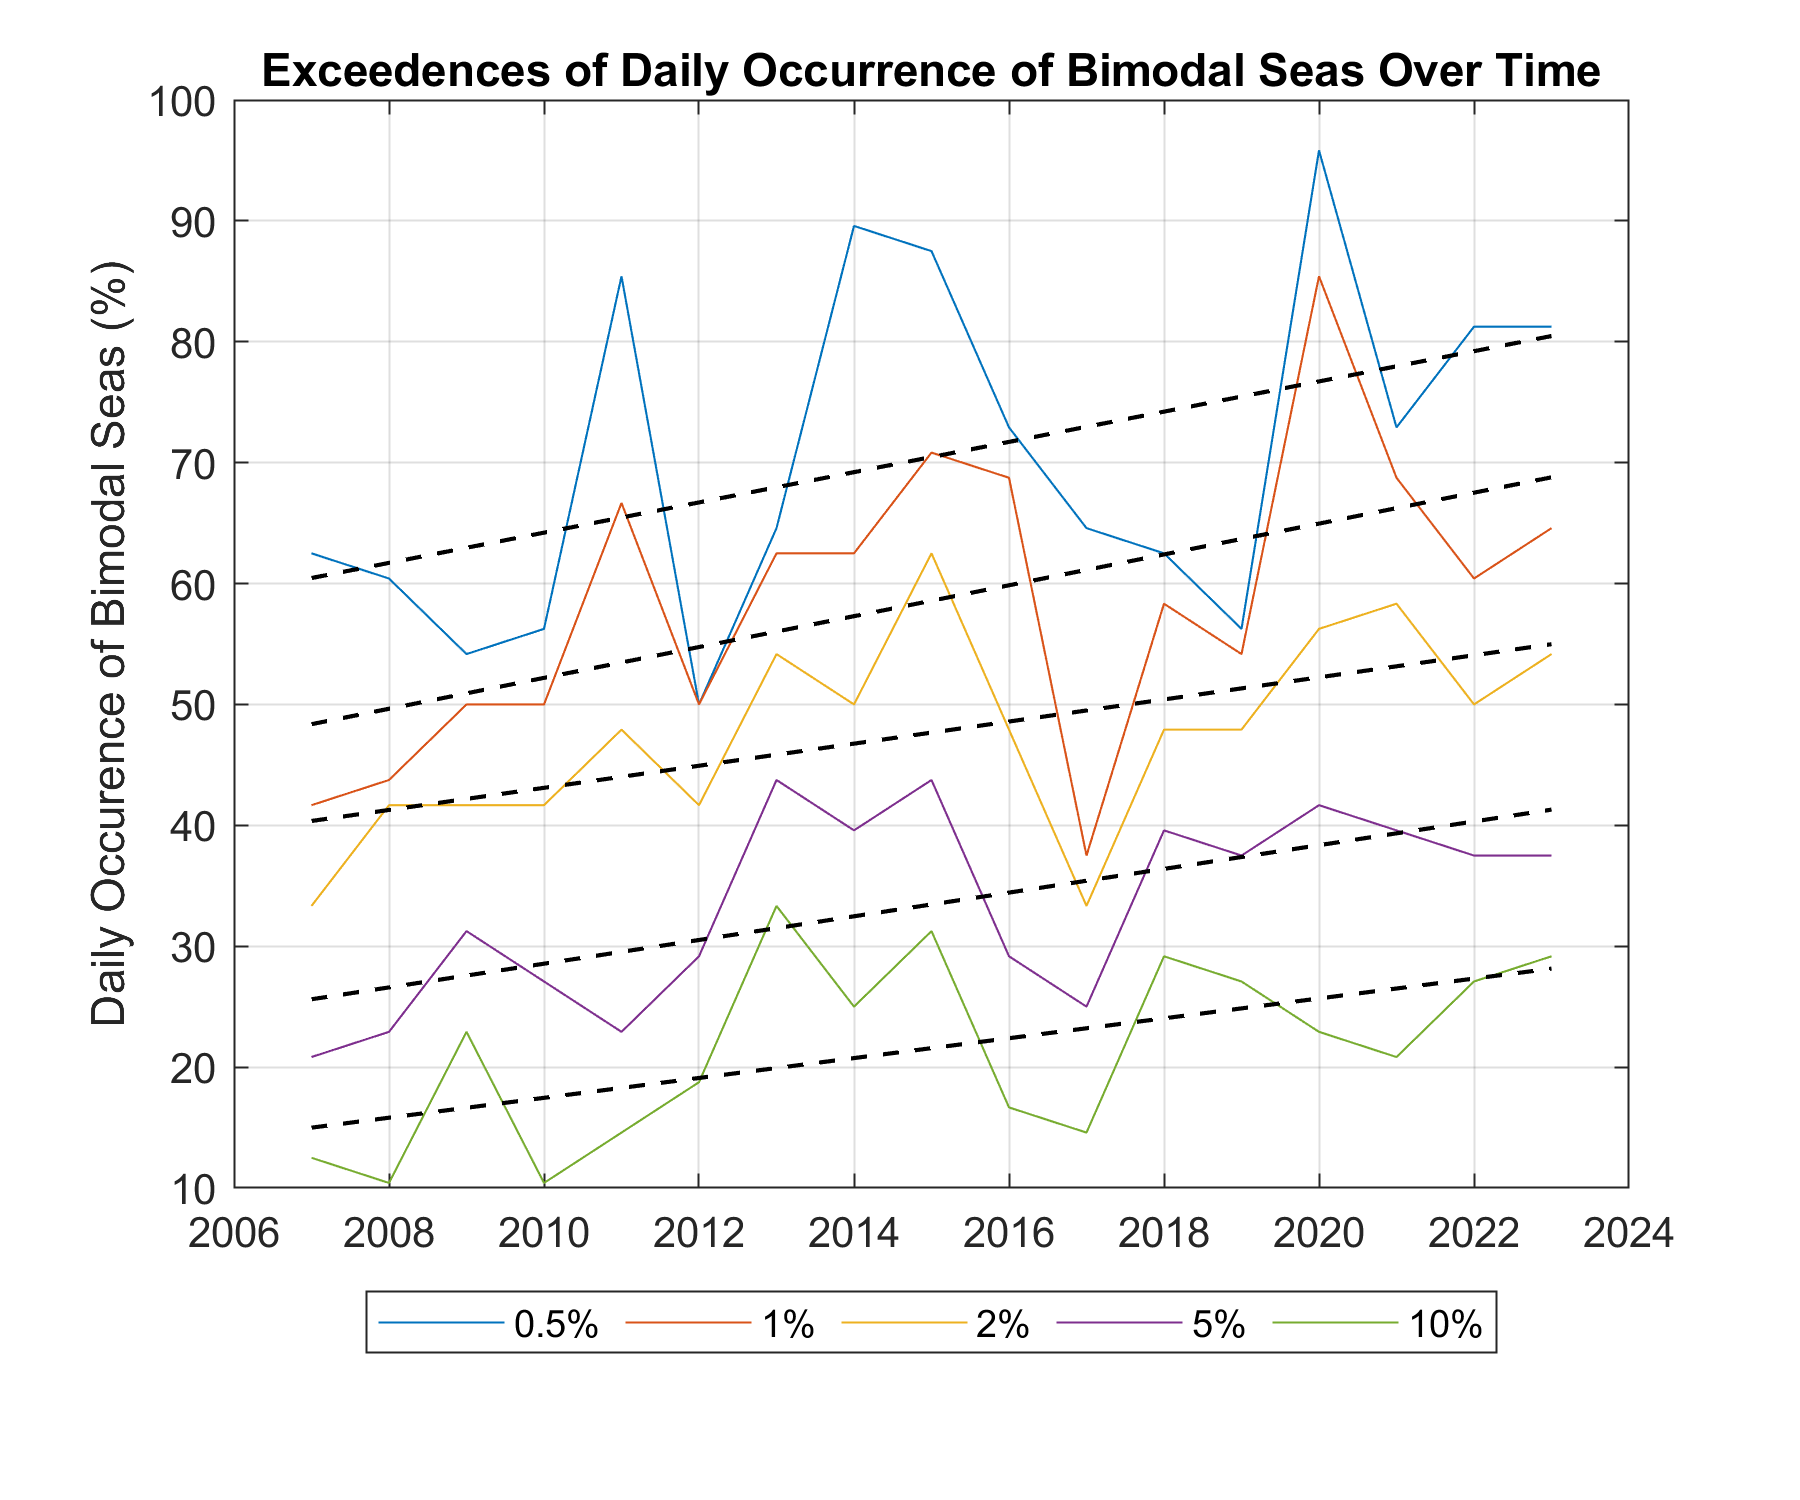 Exceedences of Daily Occurrence of Bimodal Seas Over Time
Daily Occurence of Bimodal Seas (%)
100
90
80
70
60
50
40
30
20
10
2006 2008 2010 2012 2014 2016 2018 2020 2022 2024
0.5% 1% 2% 5% 10%